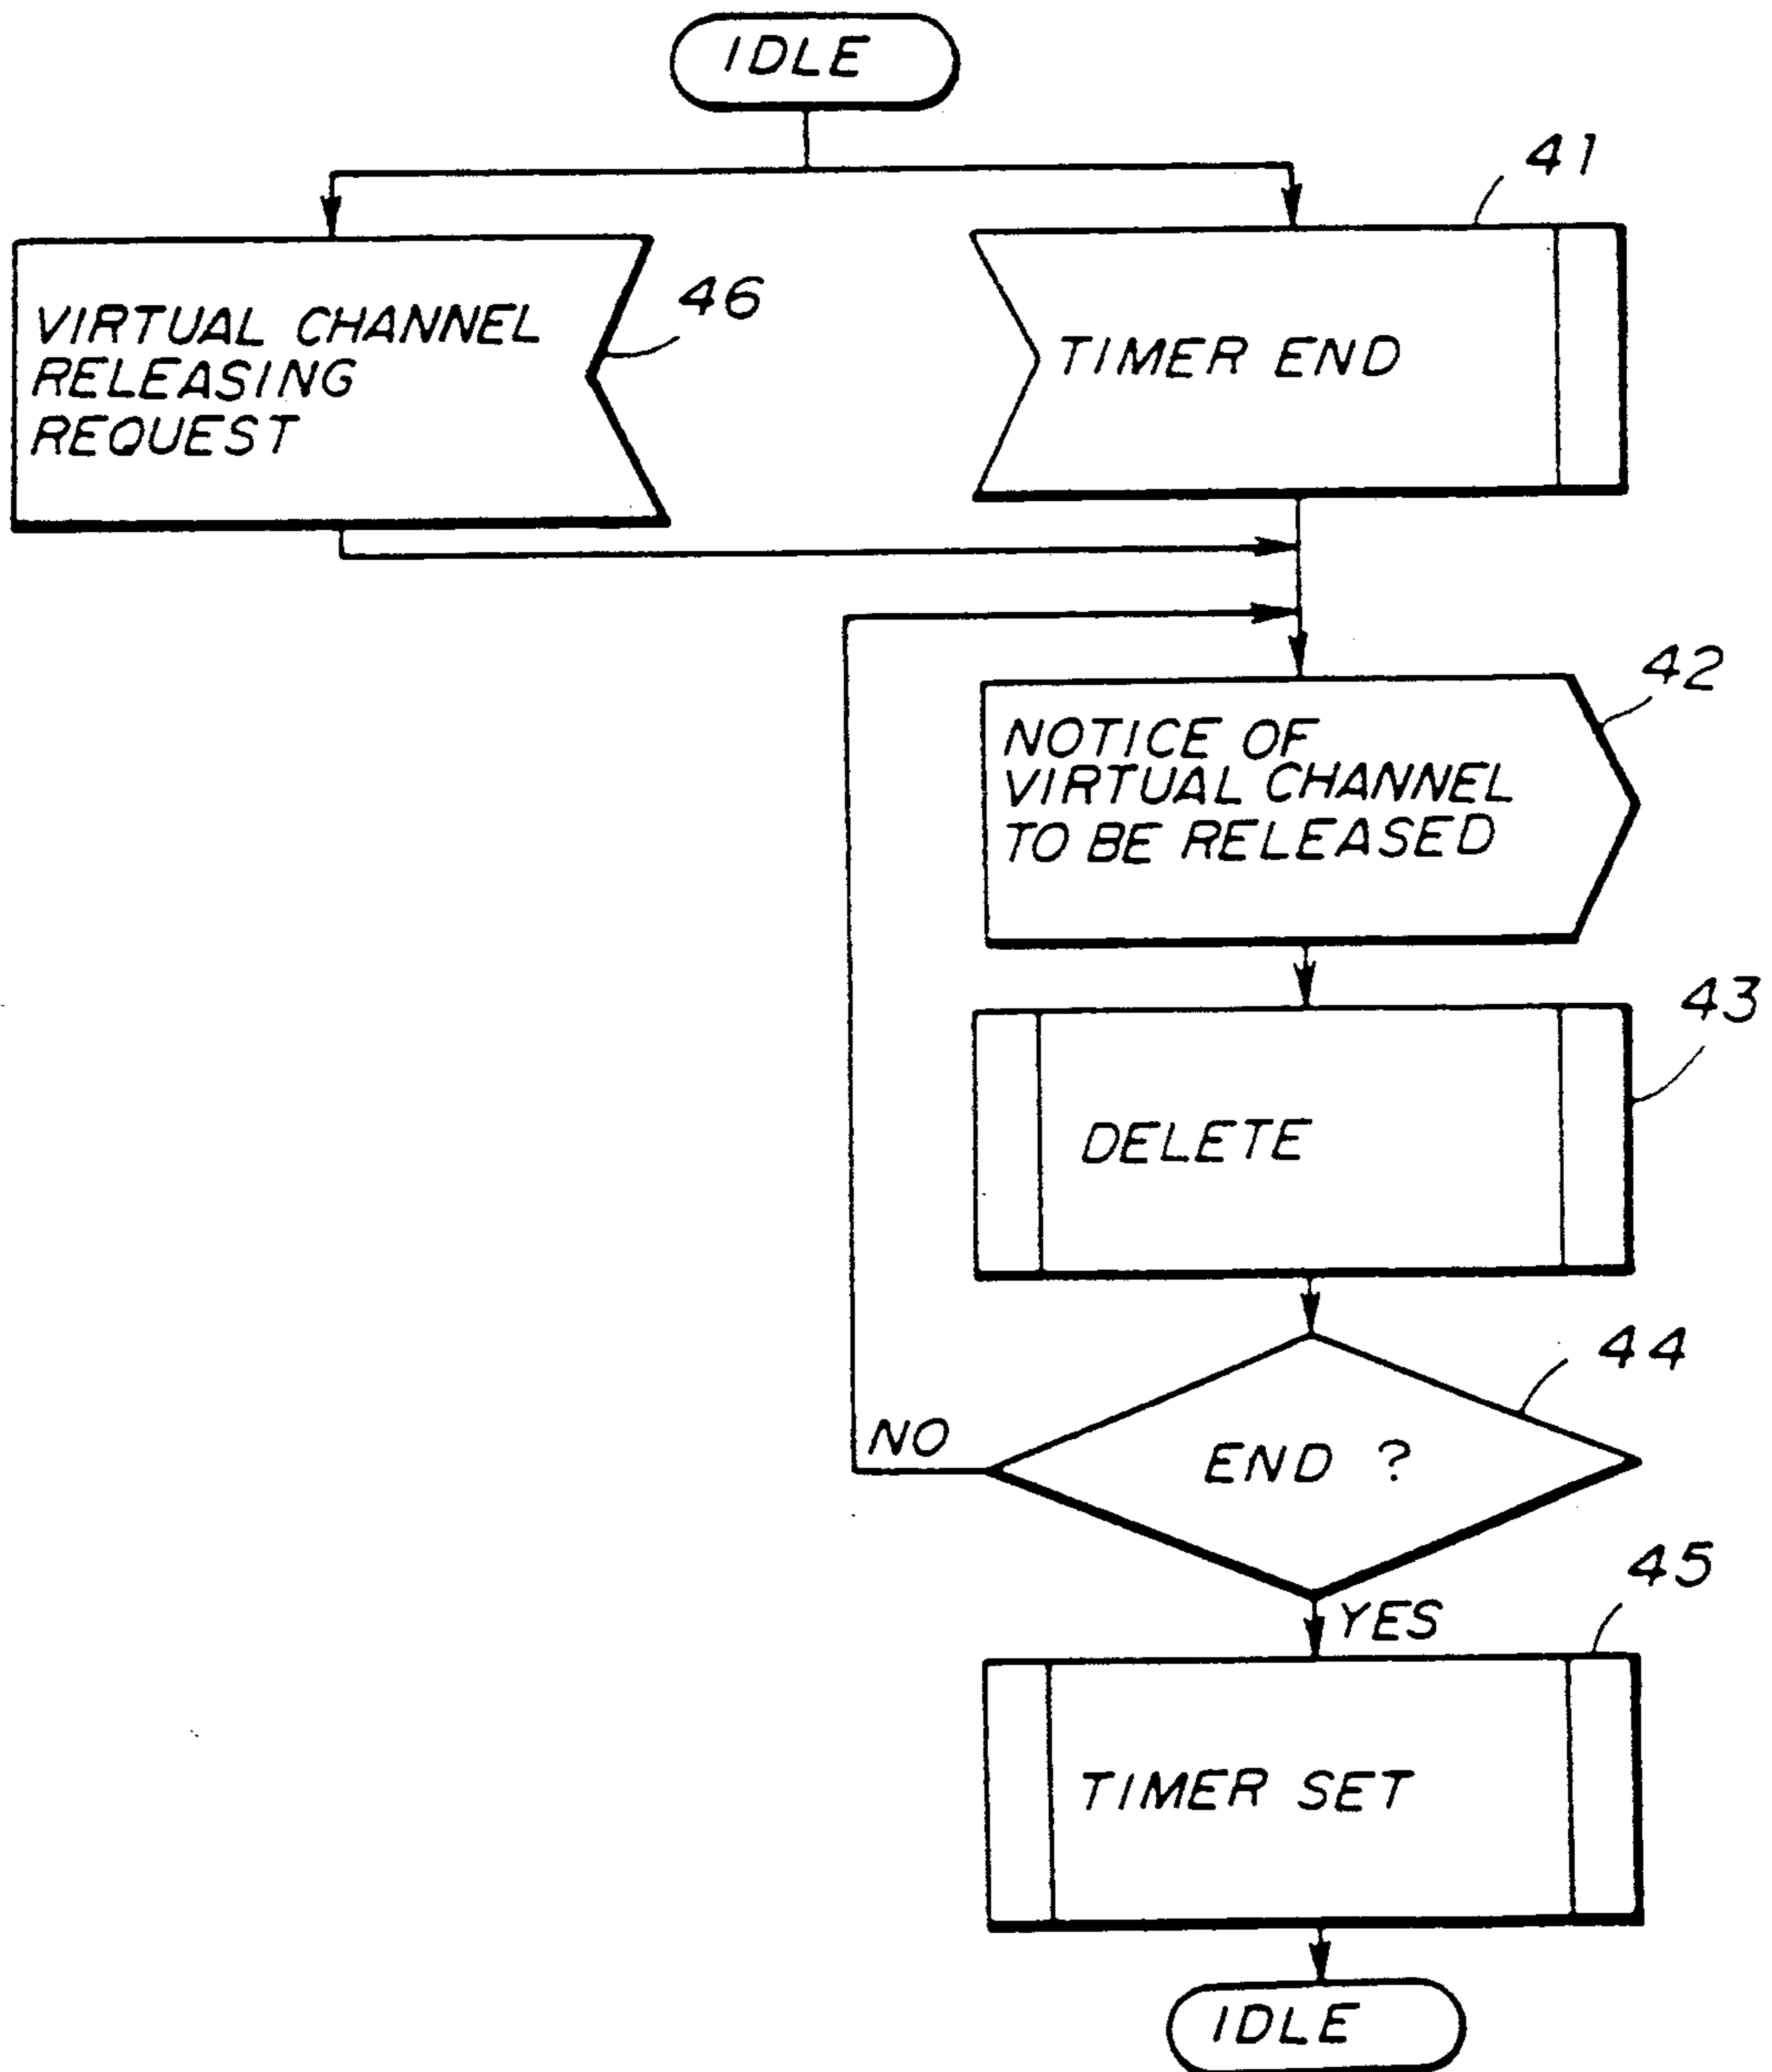 IDLE
41
VIRTUAL CHANNEL
RELEASING
REQUEST
46
TIMER END
42
NOTICE OF
VIRTUAL CHANNEL
TO BE RELEASED
43
DELETE
44
NO
END ?
45
YES
TIMER SET
IDLE